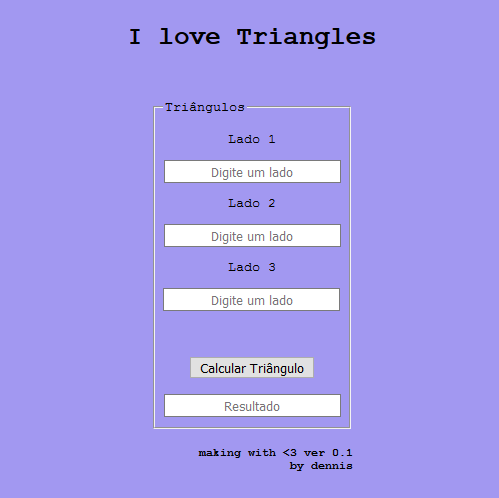 I love Triangles
Triângulos
Lado 1
Digite um lado
Lado 2
Digite um lado
Lado 3
Digite um lado
Calcular Triângulo
Resultado
making with <3 ver 0.1
by dennis